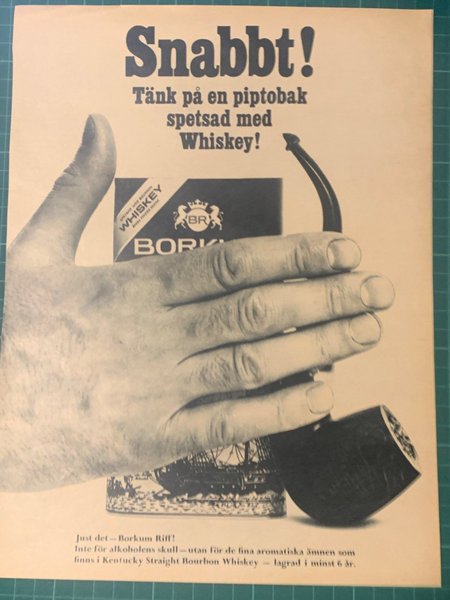 Snabbt!
Tänk på en piptobak
spetsad med
Whiskey!
WHISKEY
BR
BORKU
Just det – Borkum Riff!
Inte för alkoholens skull – utan för de fina aromatiska ämnen som
finns i Kentucky Straight Bourbon Whiskey – lagrad i minst 6 år.